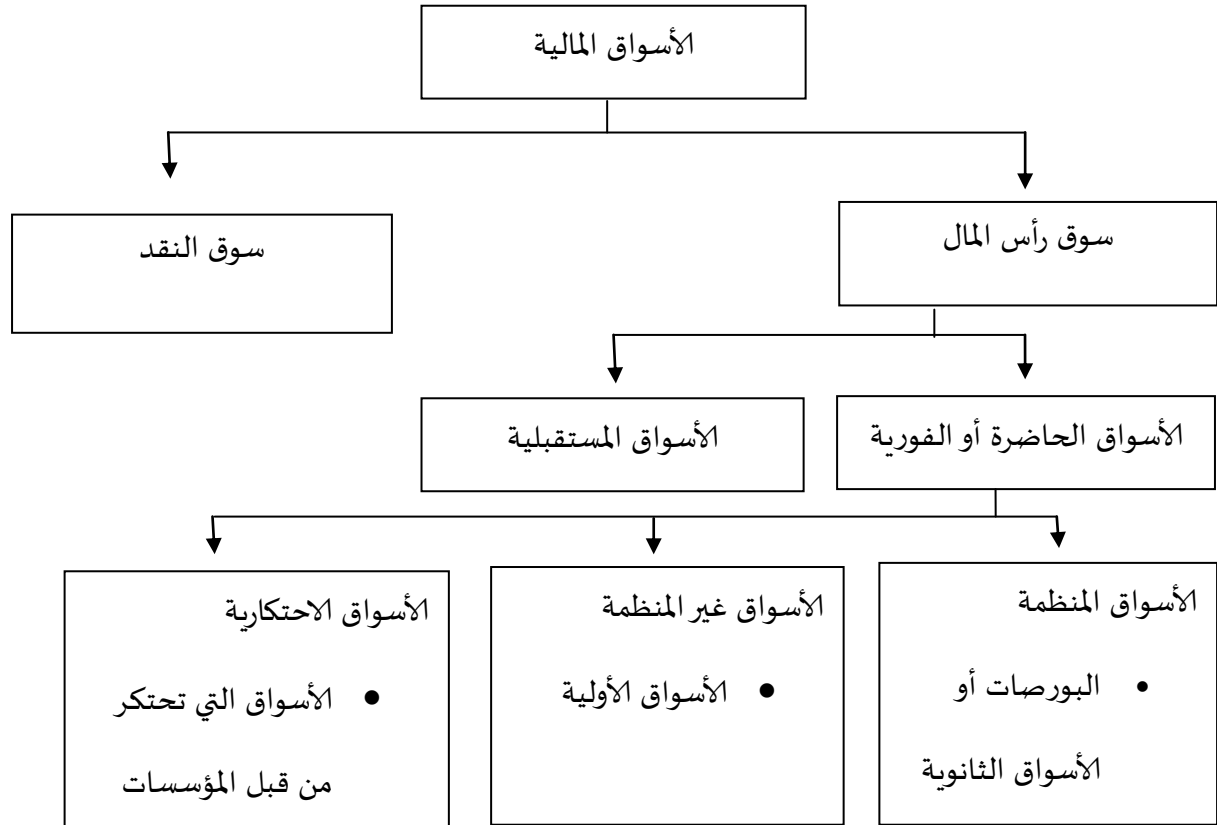 الأسواق المالية
سوق رأس المال
سوق النقد
الأسواق الحاضرة أو الفورية
الأسواق المستقبلية
الأسواق المنظمة
• البورصات أو
الأسواق الثانوية
الأسواق غير المنظمة
• الأسواق الأولية
الأسواق الاحتكارية
• الأسواق التي تحتكر
من قبل المؤسسات